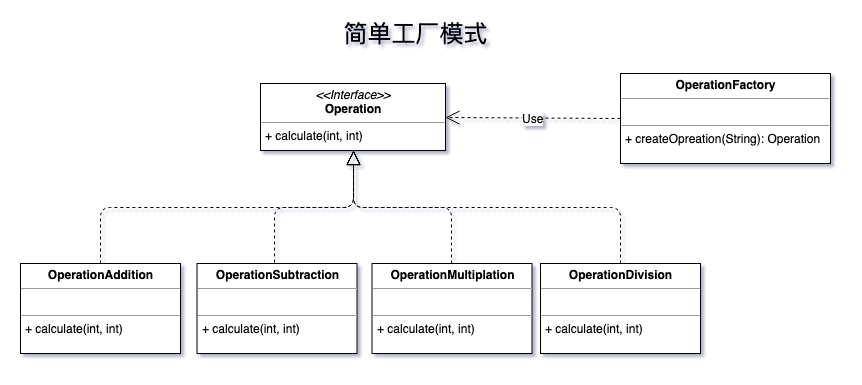 简单工厂模式
<<Interface>>
Operation
+ calculate(int, int)
Use
OperationFactory
+ createOpreation(String): Operation
OperationAddition
+ calculate(int, int)
OperationSubtraction
+ calculate(int, int)
OperationMultiplation
+ calculate(int, int)
OperationDivision
+ calculate(int, int)